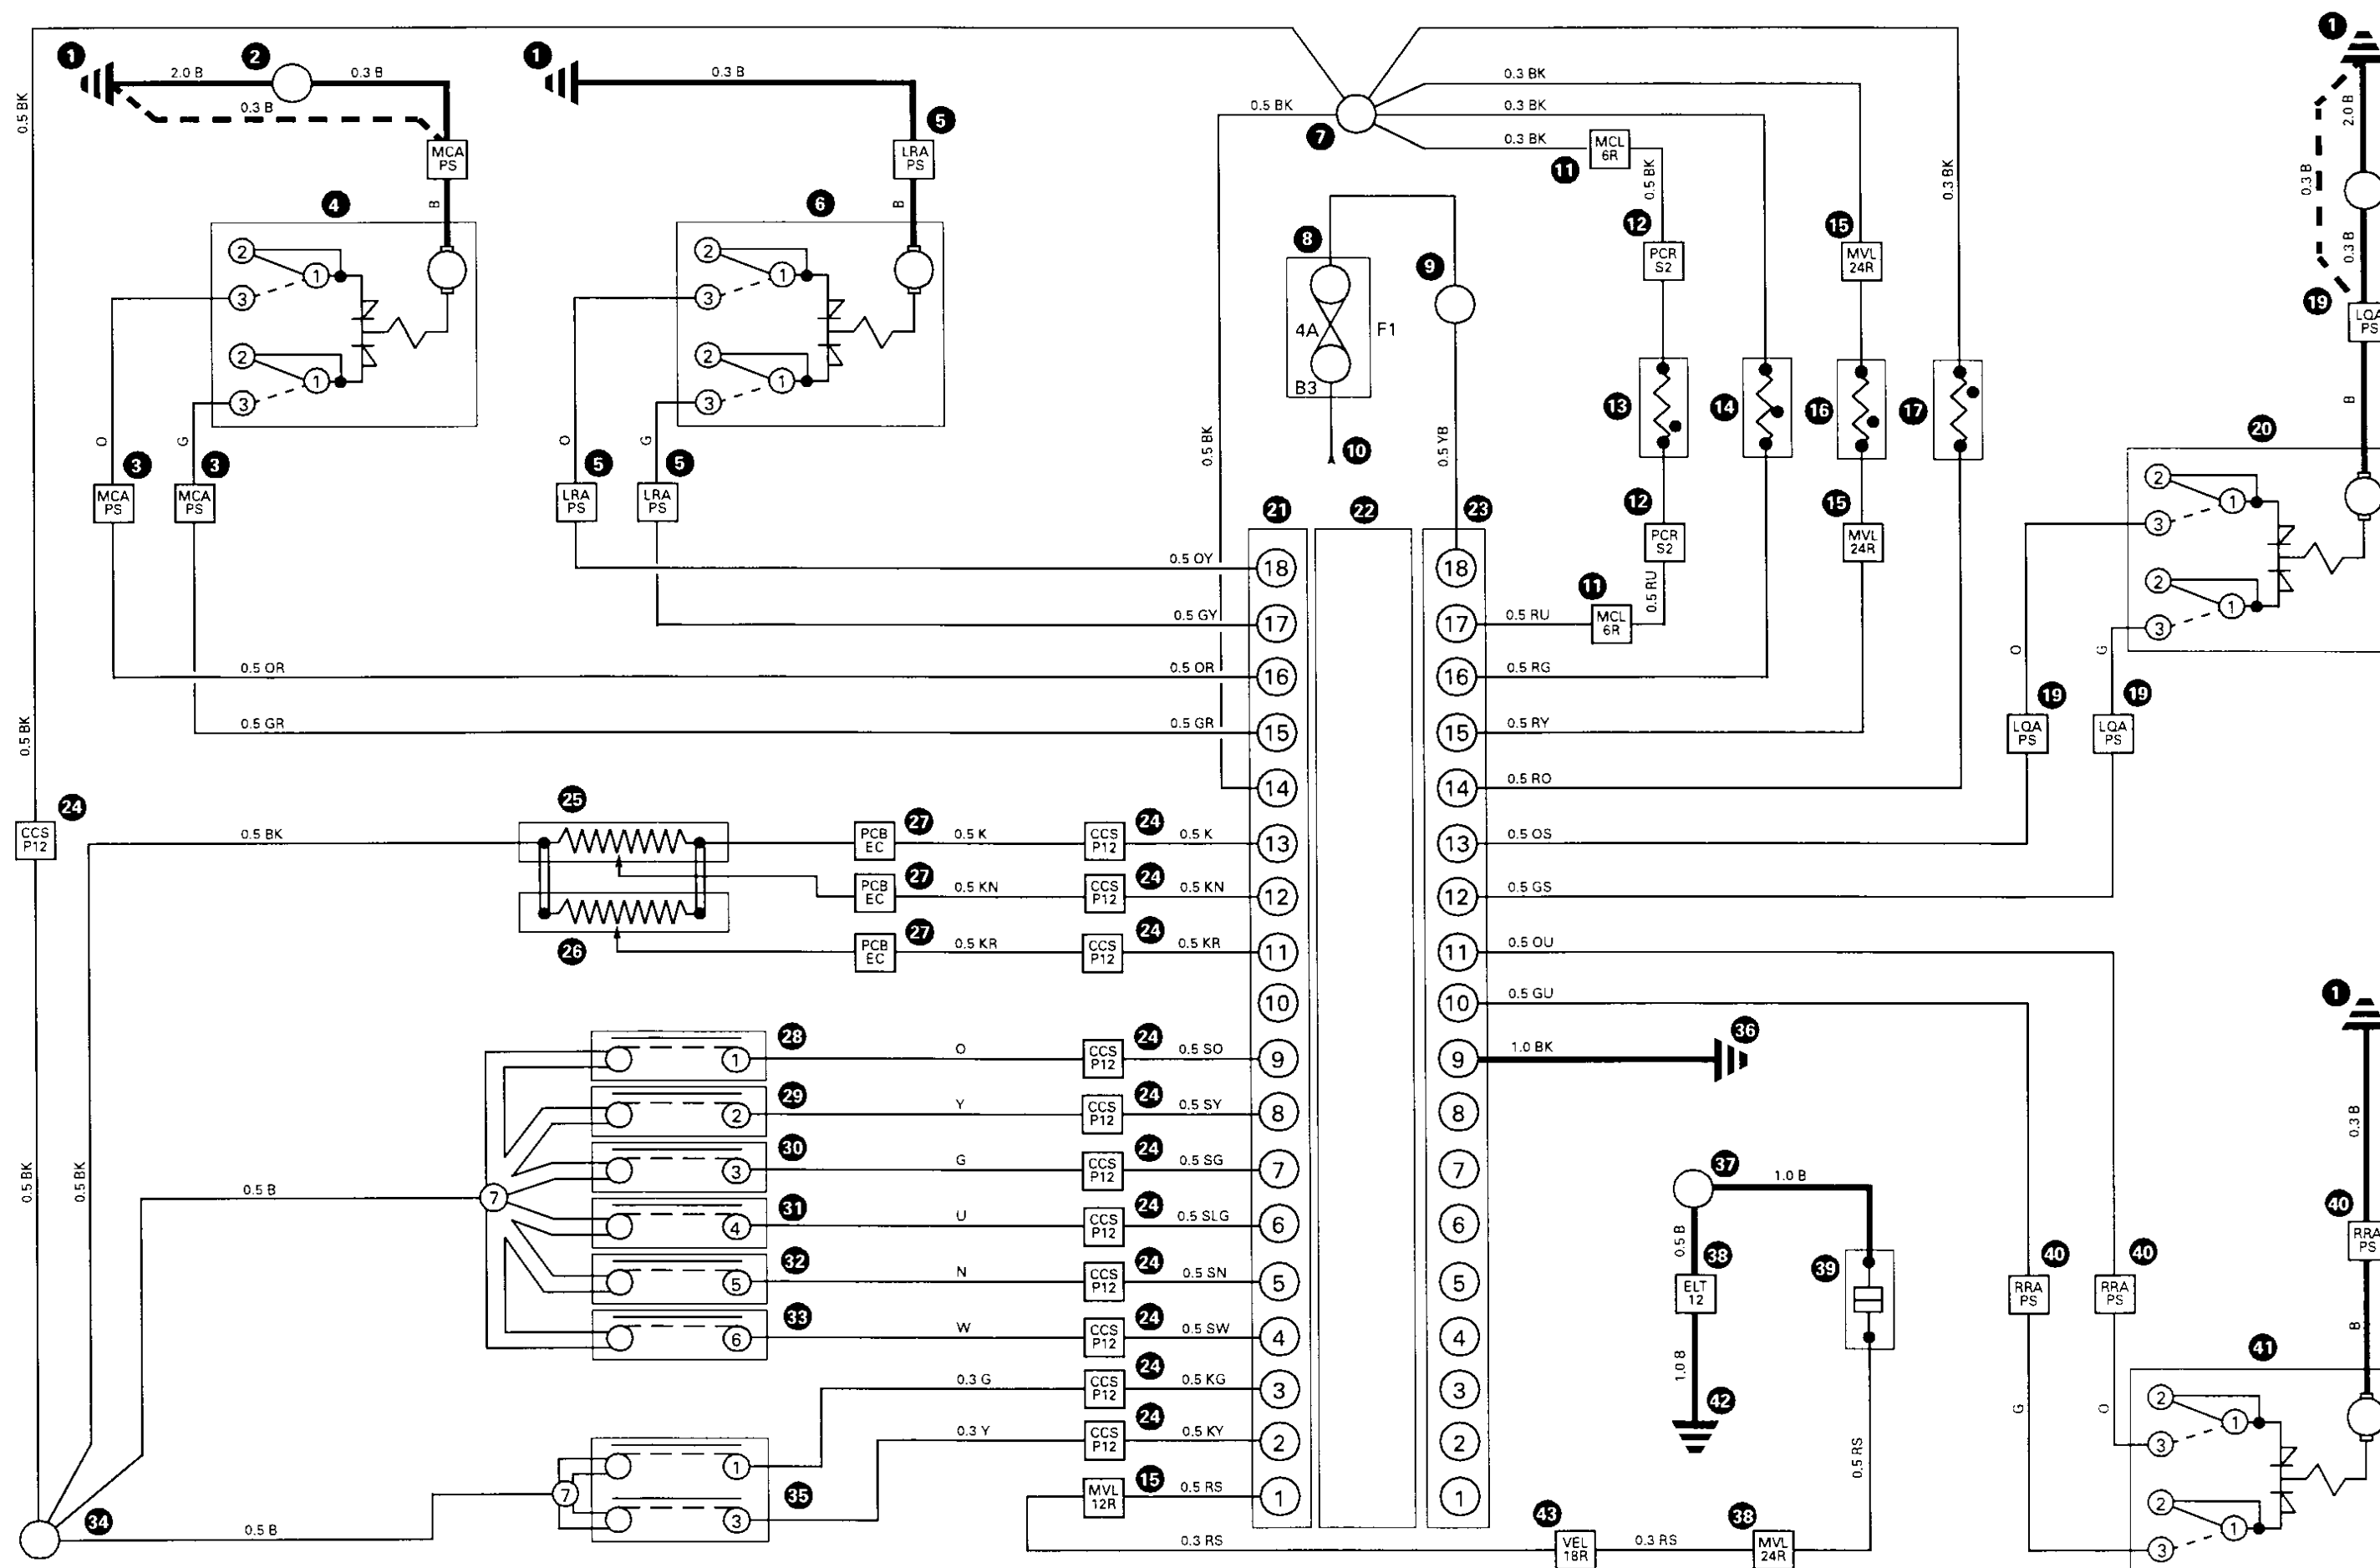 1
2.0 B
2
0.3 B
0.3 B
1
0.3 B
5
0.5 BK
7
0.3 BK
0.3 BK
0.3 BK
1
0.5 BK
MCA PS
LRA PS
MCL 6R
11
0.5 BK
0.3 BK
2.0 B
0.3 B
0.3 B
4
B
6
B
8
9
12
PCR S2
15
MVL 24R
19
LQA PS
2
1
3
2
1
3
2
1
3
2
1
3
4A
F1
B3
10
13
14
16
17
B
20
O
3
MCA PS
G
3
MCA PS
O
5
LRA PS
G
5
LRA PS
0.5 BK
0.5 YB
12
PCR S2
15
MVL 24R
2
1
3
2
1
3
21
22
23
0.5 OY
18
18
0.5 RU
11
MCL 6R
0.5 GY
17
17
0.5 RU
0.5 OR
0.5 OR
16
16
0.5 RG
O
19
LQA PS
G
19
LQA PS
0.5 GR
0.5 GR
15
15
0.5 RY
0.5 BK
14
14
0.5 RO
24
CCS P12
0.5 BK
25
PCB EC
27
0.5 K
CCS P12
24
0.5 K
13
13
0.5 OS
PCB EC
27
0.5 KN
CCS P12
24
0.5 KN
12
12
0.5 GS
26
PCB EC
27
0.5 KR
CCS P12
24
0.5 KR
11
11
0.5 OU
10
10
0.5 GU
1
28
1
O
CCS P12
24
0.5 SO
9
9
1.0 BK
36
29
2
Y
CCS P12
24
0.5 SY
8
8
0.3 B
0.5 BK
0.5 BK
0.5 B
7
30
3
G
CCS P12
24
0.5 SG
7
7
37
1.0 B
31
4
U
CCS P12
24
0.5 SLG
6
6
0.5 B
38
ELT 12
39
40
RRA PS
40
RRA PS
40
RRA PS
32
5
N
CCS P12
24
0.5 SN
5
5
33
6
W
CCS P12
24
0.5 SW
4
4
1.0 B
42
B
41
0.3 G
CCS P12
24
0.5 KG
3
3
G
O
0.3 Y
CCS P12
24
0.5 KY
2
2
0.5 RS
2
1
3
2
1
3
34
0.5 B
7
1
3
35
MVL 12R
15
0.5 RS
1
1
0.3 RS
43
VEL 18R
0.3 RS
38
MVL 24R